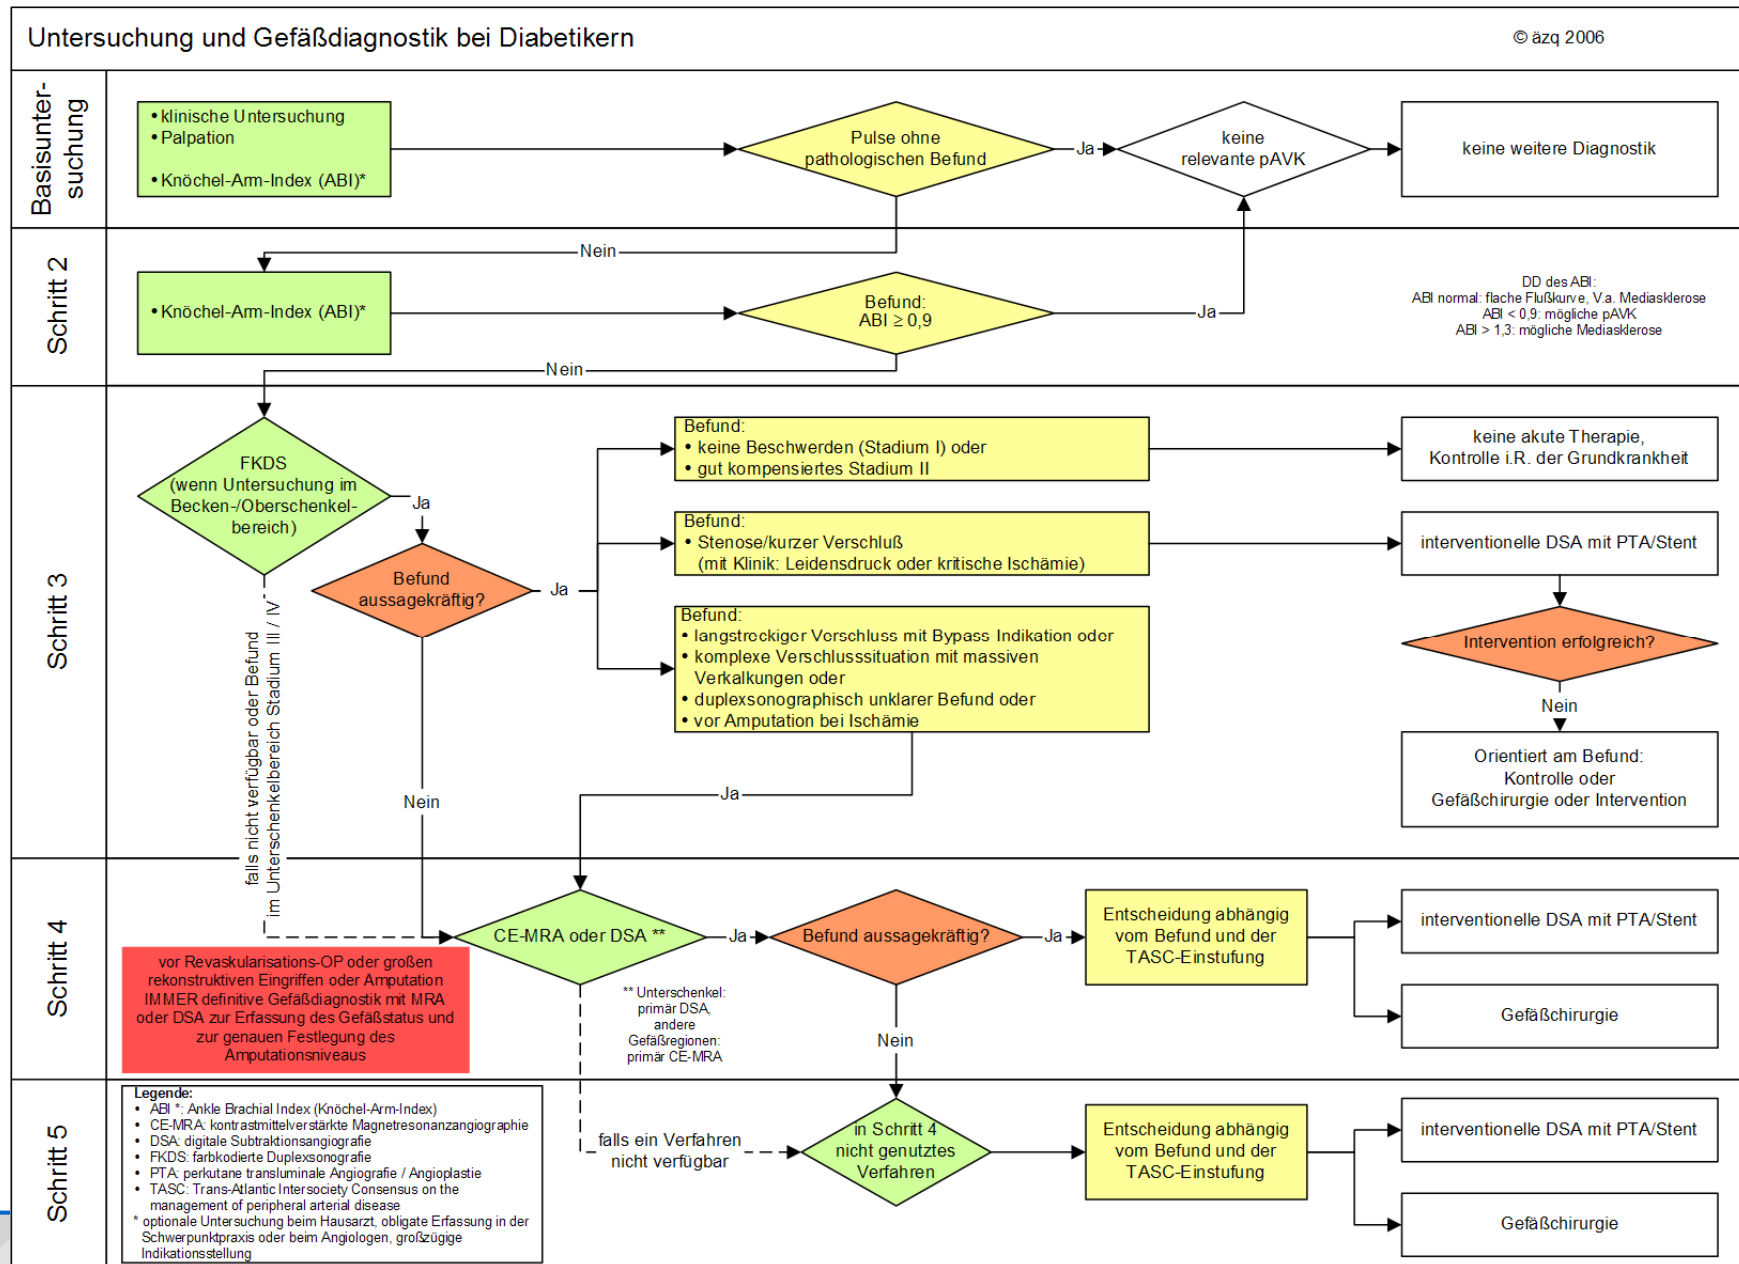 Untersuchung und Gefäßdiagnostik bei Diabetikern
© äzq 2006
Basisunter-
suchung
• klinische Untersuchung
• Palpation
• Knöchel-Arm-Index (ABI)*
Pulse ohne
pathologischen Befund
Ja
keine
relevante pAVK
keine weitere Diagnostik
Nein
Schritt 2
• Knöchel-Arm-Index (ABI)*
Befund:
ABI ≥ 0,9
Ja
DD des ABI:
ABI normal: flache Flußkurve, V.a. Mediasklerose
ABI < 0,9: mögliche pAVK
ABI > 1,3: mögliche Mediasklerose
Nein
Schritt 3
FKDS
(wenn Untersuchung im
Becken-/Oberschenkel-
bereich)
Ja
Befund
aussagekräftig?
Ja
Befund:
• keine Beschwerden (Stadium I) oder
• gut kompensiertes Stadium II
keine akute Therapie,
Kontrolle i.R. der Grundkrankheit
Befund:
• Stenose/kurzer Verschluß
(mit Klinik: Leidensdruck oder kritische Ischämie)
interventionelle DSA mit PTA/Stent
Befund:
• langstreckiger Verschluss mit Bypass Indikation oder
• komplexe Verschlusssituation mit massiven
Verkalkungen oder
• duplexsonographisch unklarer Befund oder
• vor Amputation bei Ischämie
Intervention erfolgreich?
Nein
Orientiert am Befund:
Kontrolle oder
Gefäßchirurgie oder Intervention
falls nicht verfügbar oder Befund
im Unterschenkelbereich Stadium III / IV
Nein
Ja
Schritt 4
CE-MRA oder DSA **
Ja
Befund aussagekräftig?
Ja
Entscheidung abhängig
vom Befund und der
TASC-Einstufung
interventionelle DSA mit PTA/Stent
Gefäßchirurgie
vor Revaskularisations-OP oder großen
rekonstruktiven Eingriffen oder Amputation
IMMER definitive Gefäßdiagnostik mit MRA
oder DSA zur Erfassung des Gefäßstatus und
zur genauen Festlegung des
Amputationsniveaus
** Unterschenkel:
primär DSA,
andere
Gefäßregionen:
primär CE-MRA
Nein
Schritt 5
Legende:
• ABI *: Ankle Brachial Index (Knöchel-Arm-Index)
• CE-MRA: kontrastmittelverstärkte Magnetresonanzangiographie
• DSA: digitale Subtraktionsangiografie
• FKDS: farbkodierte Duplexsonografie
• PTA: perkutane transluminale Angiografie / Angioplastie
• TASC: Trans-Atlantic Intersociety Consensus on the
management of peripheral arterial disease
* optionale Untersuchung beim Hausarzt, obligate Erfassung in der
Schwerpunktpraxis oder beim Angiologen, großzügige
Indikationsstellung
falls ein Verfahren
nicht verfügbar
in Schritt 4
nicht genutztes
Verfahren
Entscheidung abhängig
vom Befund und der
TASC-Einstufung
interventionelle DSA mit PTA/Stent
Gefäßchirurgie